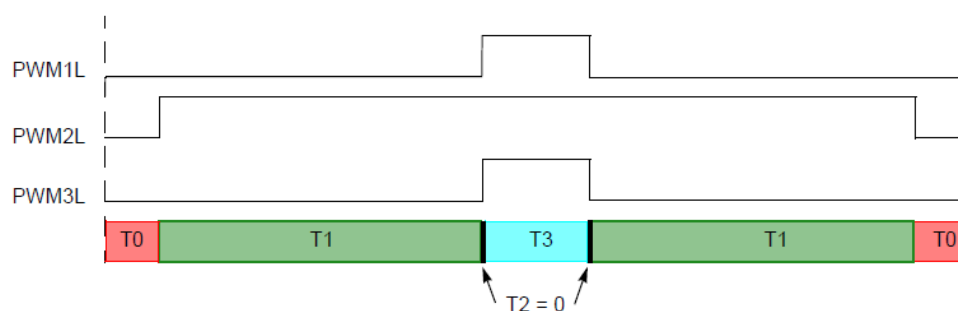 PWM1L
PWM2L
PWM3L
T0 T1 T3 T1 T0
T2 = 0